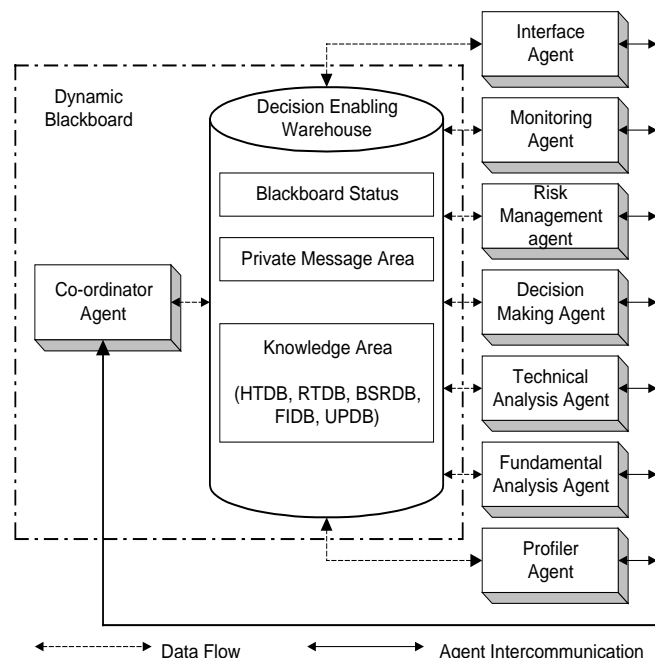 Dynamic
Blackboard
Decision Enabling
Warehouse
Blackboard Status
Private Message Area
Knowledge Area
(HTDB, RTDB, BSRDB,
FIDB, UPDB)
Co-ordinator
Agent
Interface
Agent
Monitoring
Agent
Risk
Management
agent
Decision
Making Agent
Technical
Analysis Agent
Fundamental
Analysis Agent
Profiler
Agent
Data Flow
Agent Intercommunication